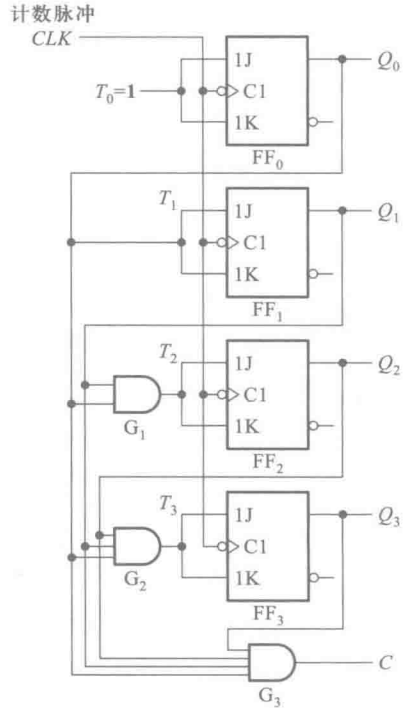 计数脉冲
CLK
Q₀
1J
T₀=1
C1
1K
FF₀
T₁
1J
Q₁
C1
1K
FF₁
T₂
1J
Q₂
C1
G₁
1K
FF₂
T₃
1J
Q₃
C1
G₂
1K
FF₃
C
G₃